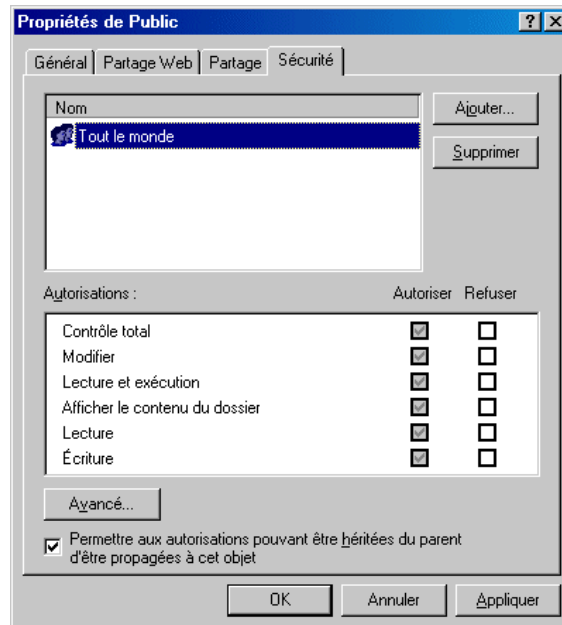 Propriétés de Public
Général Partage Web Partage Sécurité
Nom
Ajouter...
Tout le monde
Supprimer
Autorisations : Autoriser Refuser
Contrôle total
Modifier
Lecture et exécution
Afficher le contenu du dossier
Lecture
Écriture
Avancé...
Permettre aux autorisations pouvant être héritées du parent
d'être propagées à cet objet
OK Annuler Appliquer